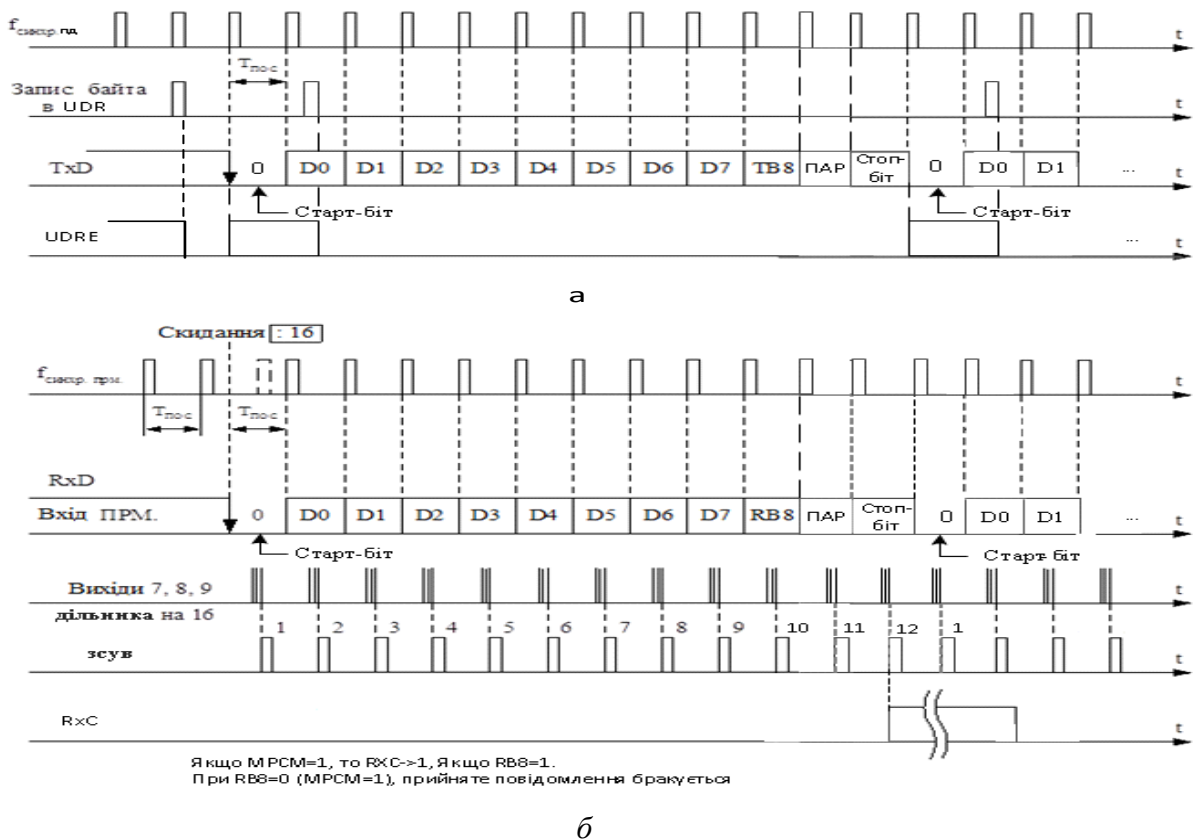 fсинхр.пд t
Tпос
Запис байта
в UDR t
TxD 0 D0 D1 D2 D3 D4 D5 D6 D7 TB8 ПАР Стоп-біт 0 D0 D1 ... t
Старт-біт Старт-біт
UDRE ... t
а
Скидання : 16
fсинхр. прм. t
Tпос Tпос
RxD
Вхід ПРМ. 0 D0 D1 D2 D3 D4 D5 D6 D7 RB8 ПАР Стоп-біт 0 D0 D1 ... t
Старт-біт Старт біт
Вихіди 7, 8, 9 t
дільника на 16
1 2 3 4 5 6 7 8 9 10 11 12 1
зсув t
RxC t
Якщо MPCM=1, то RXC->1, Якщо RB8=1.
При RB8=0 (MPCM=1), прийняте повідомлення бракується
б